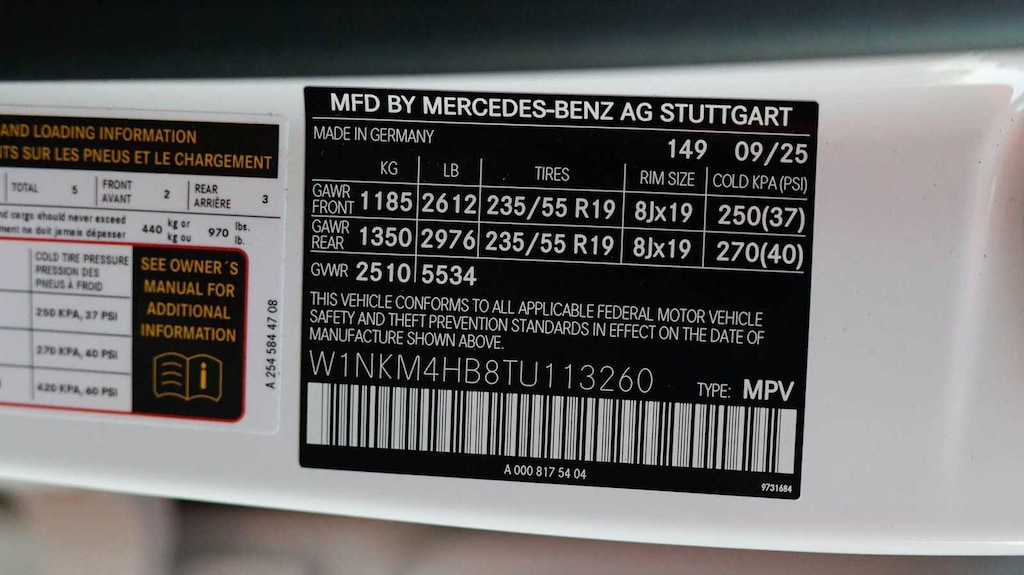 AND LOADING INFORMATION
TS SUR LES PNEUS ET LE CHARGEMENT
TOTAL 5 FRONT AVANT 2 REAR ARRIÈRE 3
nd cargo should never exceed
ment ne doit jamais dépasser
440 kg or kg ou 970 lbs. lb.
COLD TIRE PRESSURE
PRESSION DES
PNEUS À FROID
250 KPA, 37 PSI
270 KPA, 40 PSI
420 KPA, 60 PSI
SEE OWNER´S
MANUAL FOR
ADDITIONAL
INFORMATION
A 254 584 47 08
MFD BY MERCEDES-BENZ AG STUTTGART
MADE IN GERMANY
149 09/25
KG LB TIRES RIM SIZE COLD KPA (PSI)
GAWR FRONT 1185 2612 235/55 R19 8Jx19 250(37)
GAWR REAR 1350 2976 235/55 R19 8Jx19 270(40)
GVWR 2510 5534
THIS VEHICLE CONFORMS TO ALL APPLICABLE FEDERAL MOTOR VEHICLE
SAFETY AND THEFT PREVENTION STANDARDS IN EFFECT ON THE DATE OF
MANUFACTURE SHOWN ABOVE.
W1NKM4HB8TU113260
TYPE: MPV
A 000 817 54 04
9731684